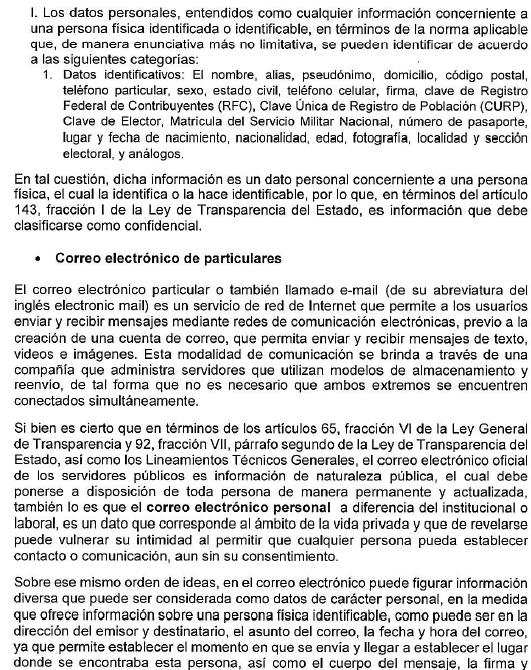 I. Los datos personales, entendidos como cualquier información concerniente a
una persona física identificada o identificable, en términos de la norma aplicable
que, de manera enunciativa más no limitativa, se pueden identificar de acuerdo
a las siguientes categorías:
1. Datos identificativos: El nombre, alias, pseudónimo, domicilio, código postal,
teléfono particular, sexo, estado civil, teléfono celular, firma, clave de Registro
Federal de Contribuyentes (RFC), Clave Única de Registro de Población (CURP),
Clave de Elector, Matrícula del Servicio Militar Nacional, número de pasaporte,
lugar y fecha de nacimiento, nacionalidad, edad, fotografía, localidad y sección
electoral, y análogos.
En tal cuestión, dicha información es un dato personal concerniente a una persona
física, el cual la identifica o la hace identificable, por lo que, en términos del artículo
143, fracción I de la Ley de Transparencia del Estado, es información que debe
clasificarse como confidencial.
• Correo electrónico de particulares
El correo electrónico particular o también llamado e-mail (de su abreviatura del
inglés electronic mail) es un servicio de red de Internet que permite a los usuarios
enviar y recibir mensajes mediante redes de comunicación electrónicas, previo a la
creación de una cuenta de correo, que permita enviar y recibir mensajes de texto,
videos e imágenes. Esta modalidad de comunicación se brinda a través de una
compañía que administra servidores que utilizan modelos de almacenamiento y
reenvío, de tal forma que no es necesario que ambos extremos se encuentren
conectados simultáneamente.
Si bien es cierto que en términos de los artículos 65, fracción VI de la Ley General
de Transparencia y 92, fracción VII, párrafo segundo de la Ley de Transparencia del
Estado, así como los Lineamientos Técnicos Generales, el correo electrónico oficial
de los servidores públicos es información de naturaleza pública, el cual debe
ponerse a disposición de toda persona de manera permanente y actualizada,
también lo es que el correo electrónico personal a diferencia del institucional o
laboral, es un dato que corresponde al ámbito de la vida privada y que de revelarse
puede vulnerar su intimidad al permitir que cualquier persona pueda establecer
contacto o comunicación, aun sin su consentimiento.
Sobre ese mismo orden de ideas, en el correo electrónico puede figurar información
diversa que puede ser considerada como datos de carácter personal, en la medida
que ofrece información sobre una persona física identificable, como puede ser en la
dirección del emisor y destinatario, el asunto del correo, la fecha y hora del correo,
ya que permite establecer el momento en que se envía y llegar a establecer el lugar
donde se encontraba esta persona, así como el cuerpo del mensaje, la firma o